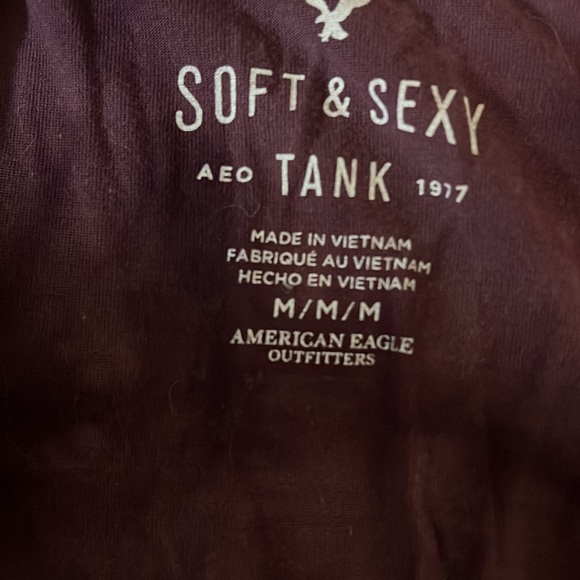 SOFT & SEXY
AEO TANK 1977
MADE IN VIETNAM
FABRIQUÉ AU VIETNAM
HECHO EN VIETNAM
M/M/M
AMERICAN EAGLE
OUTFITTERS